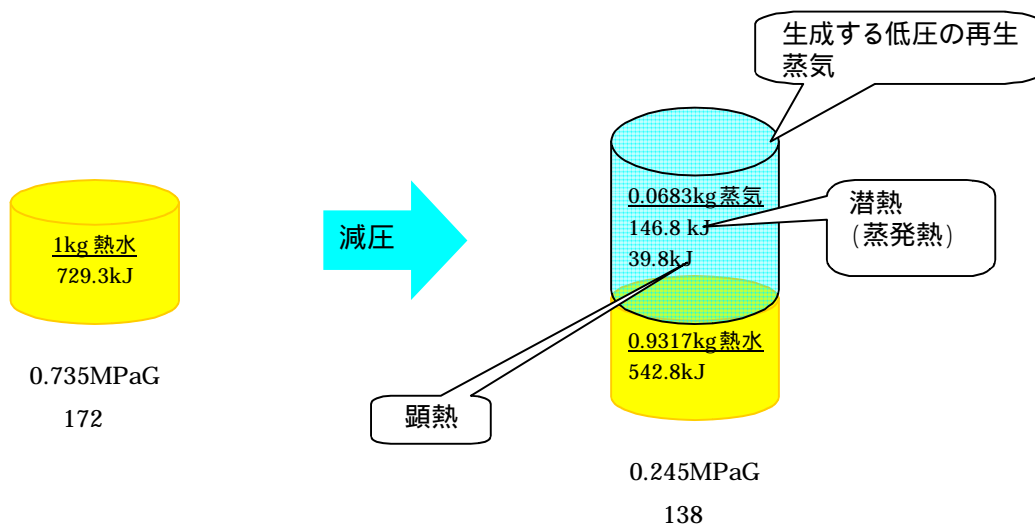 生成する低圧の再生
蒸気
1kg 熱水
729.3kJ
減圧
0.0683kg 蒸気
146.8 kJ
39.8kJ
潜熱
(蒸発熱)
0.9317kg 熱水
542.8kJ
顕熱
0.735MPaG
172
0.245MPaG
138